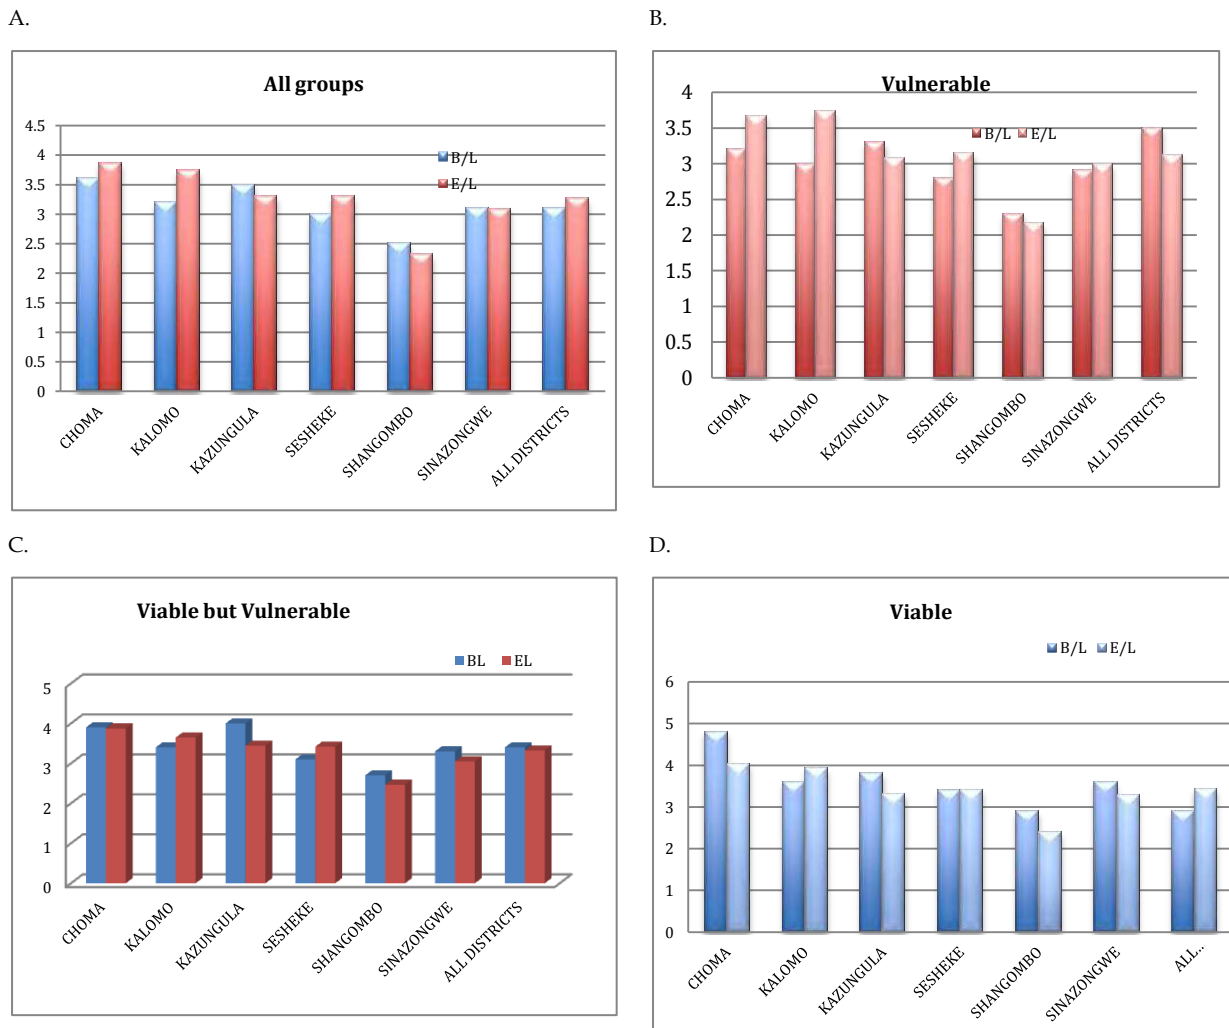 A.
B.
All groups
4.5
4
3.5
3
2.5
2
1.5
1
0.5
0
B/L
E/L
CHOMA
KALOMO
KAZUNGULA
SESHEKE
SHANGOMBO
SINAZONGWE
ALL DISTRICTS
Vulnerable
4
3.5
3
2.5
2
1.5
1
0.5
0
B/L E/L
CHOMA
KALOMO
KAZUNGULA
SESHEKE
SHANGOMBO
SINAZONGWE
ALL DISTRICTS
C.
D.
Viable but Vulnerable
BL EL
5
4
3
2
1
0
CHOMA
KALOMO
KAZUNGULA
SESHEKE
SHANGOMBO
SINAZONGWE
ALL DISTRICTS
Viable
B/L E/L
6
5
4
3
2
1
0
CHOMA
KALOMO
KAZUNGULA
SESHEKE
SHANGOMBO
SINAZONGWE
ALL...